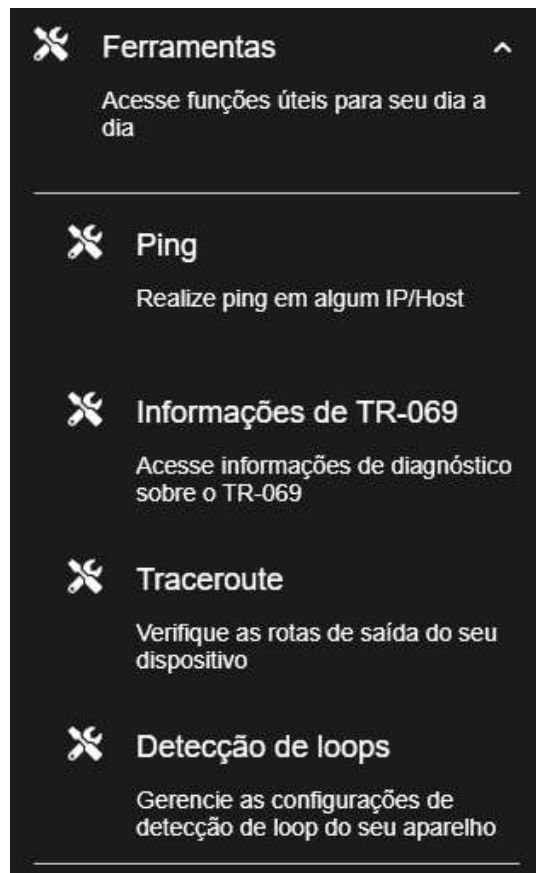 Ferramentas
Acesse funções úteis para seu dia a
dia
Ping
Realize ping em algum IP/Host
Informações de TR-069
Acesse informações de diagnóstico
sobre o TR-069
Traceroute
Verifique as rotas de saída do seu
dispositivo
Detecção de loops
Gerencie as configurações de
detecção de loop do seu aparelho